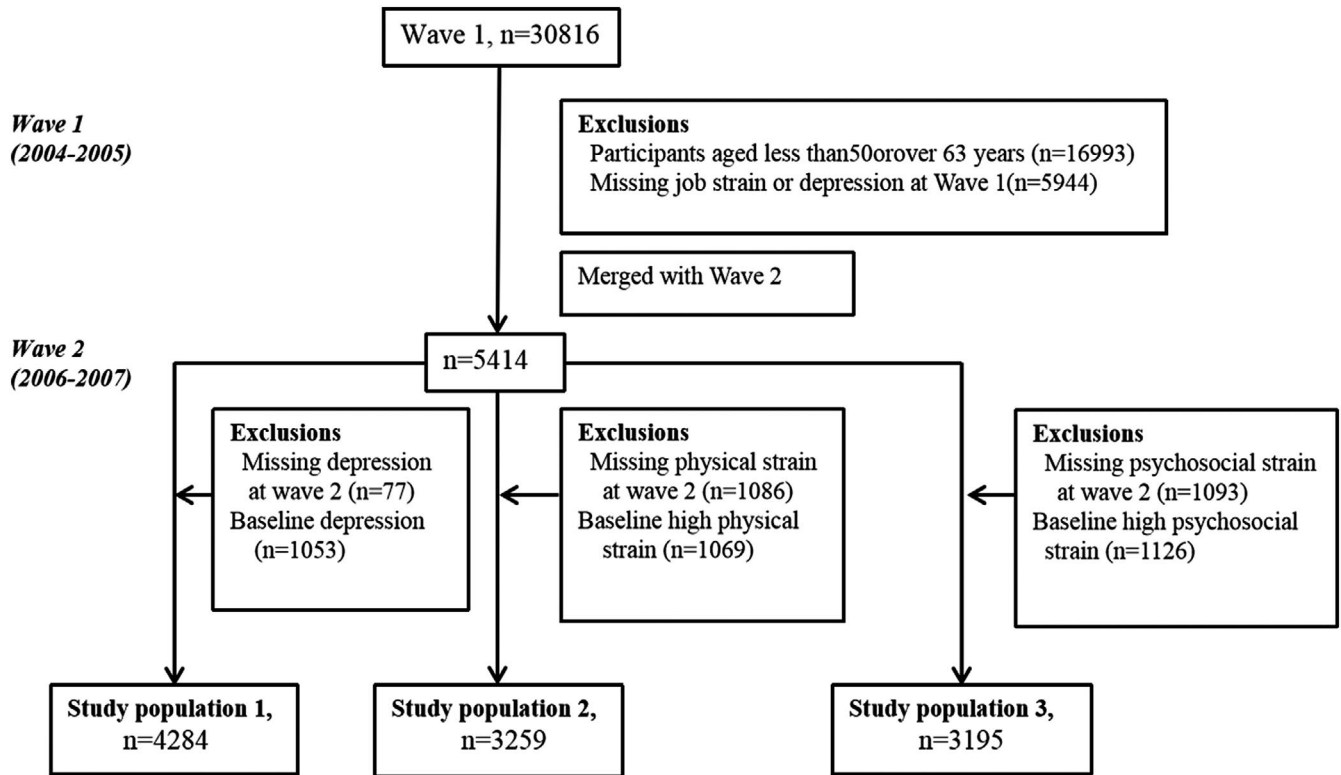 Wave 1, n=30816
Wave 1
(2004-2005)
Exclusions
Participants aged less than50orover 63 years (n=16993)
Missing job strain or depression at Wave 1(n=5944)
Merged with Wave 2
Wave 2
(2006-2007)
n=5414
Exclusions
Missing depression
at wave 2 (n=77)
Baseline depression
(n=1053)
Exclusions
Missing physical strain
at wave 2 (n=1086)
Baseline high physical
strain (n=1069)
Exclusions
Missing psychosocial strain
at wave 2 (n=1093)
Baseline high psychosocial
strain (n=1126)
Study population 1,
n=4284
Study population 2,
n=3259
Study population 3,
n=3195